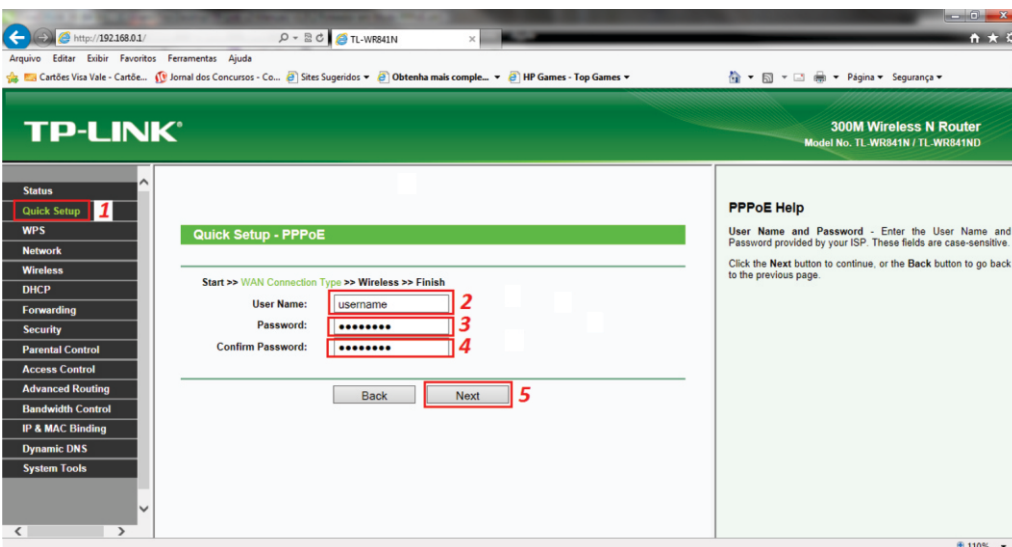 http://192.168.0.1/
TL-WR841N
Arquivo Editar Exibir Favoritos Ferramentas Ajuda
Cartões Visa Vale - Cartõe... Jornal dos Concursos - Co... Sites Sugeridos Obtenha mais comple... HP Games - Top Games Página Segurança
TP-LINK®
300M Wireless N Router
Model No. TL-WR841N / TL-WR841ND
Status
Quick Setup 1
WPS
Network
Wireless
DHCP
Forwarding
Security
Parental Control
Access Control
Advanced Routing
Bandwidth Control
IP & MAC Binding
Dynamic DNS
System Tools
Quick Setup - PPPoE
Start >> WAN Connection Type >> Wireless >> Finish
User Name: username 2
Password: ●●●●●●●● 3
Confirm Password: ●●●●●●●● 4
Back Next 5
PPPoE Help
User Name and Password - Enter the User Name and
Password provided by your ISP. These fields are case-sensitive.
Click the Next button to continue, or the Back button to go back
to the previous page.
110%